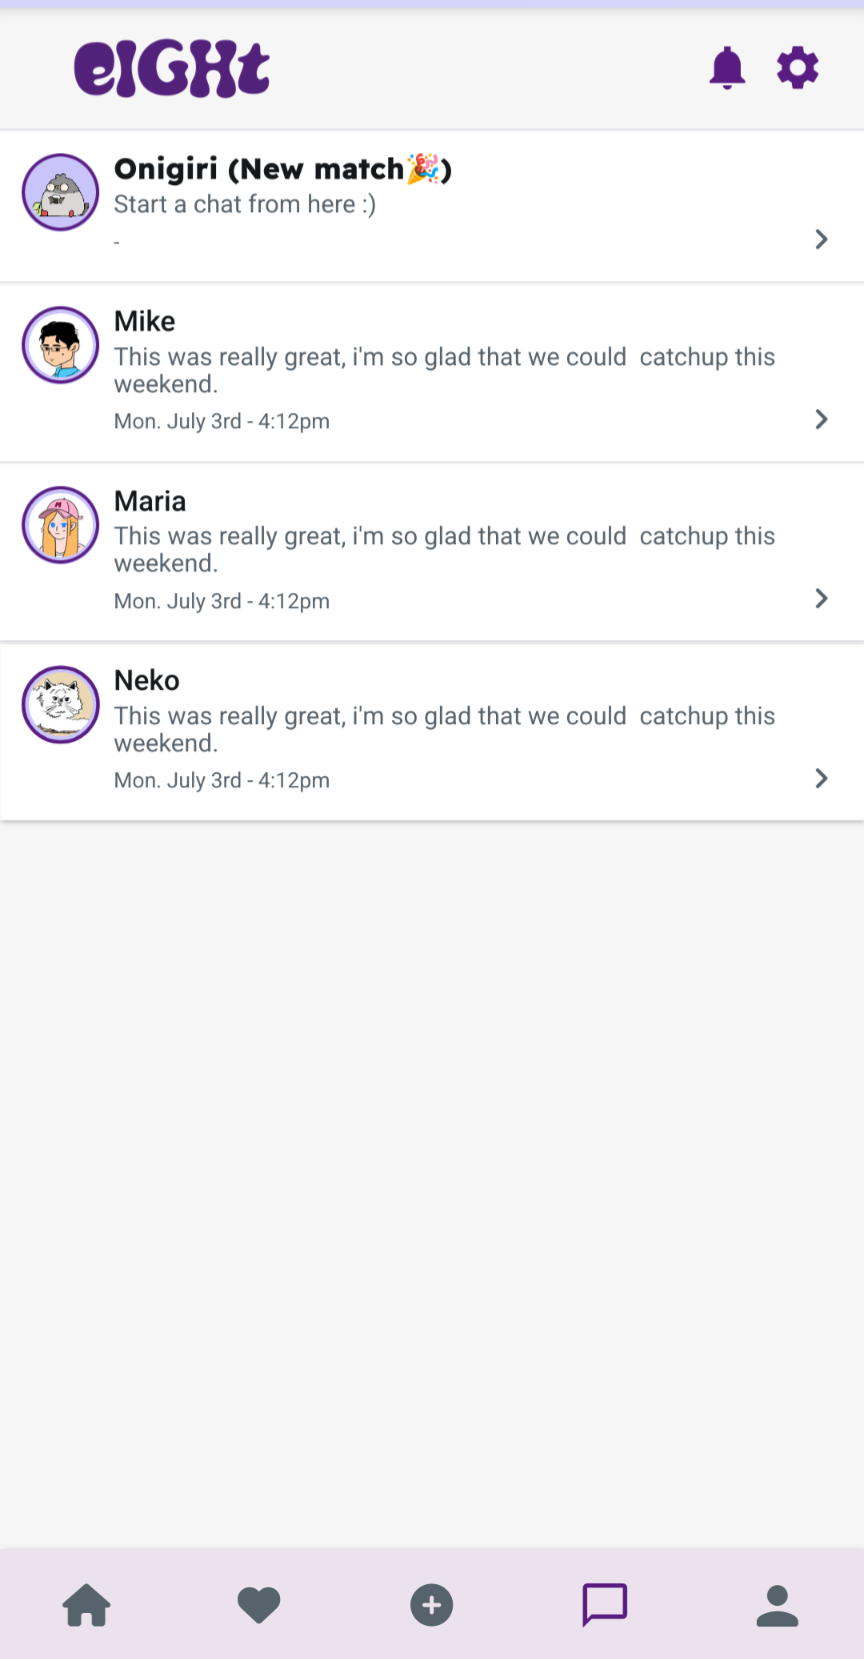 eIGHt
Onigiri (New match🎉)
Start a chat from here :)
-
Mike
This was really great, i'm so glad that we could  catchup this
weekend.
Mon. July 3rd - 4:12pm
Maria
This was really great, i'm so glad that we could  catchup this
weekend.
Mon. July 3rd - 4:12pm
Neko
This was really great, i'm so glad that we could  catchup this
weekend.
Mon. July 3rd - 4:12pm